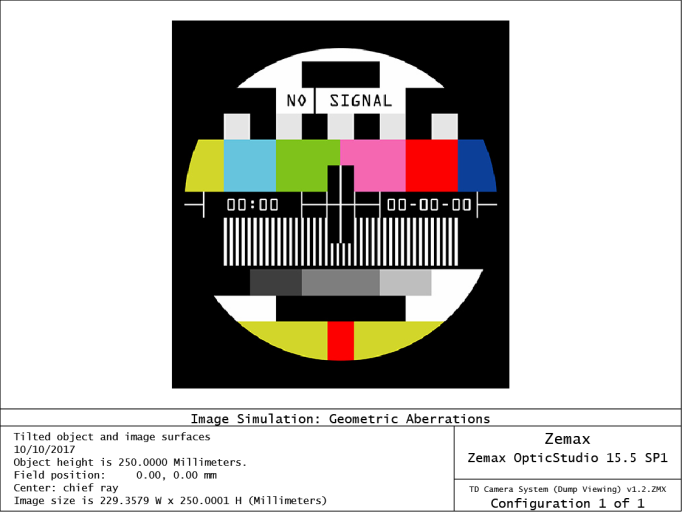 NO SIGNAL
00:00 00-00-00
Image Simulation: Geometric Aberrations
Tilted object and image surfaces
10/10/2017
Object height is 250.0000 Millimeters.
Field position: 0.00, 0.00 mm
Center: chief ray
Image size is 229.3579 W x 250.0001 H (Millimeters)
Zemax
Zemax OpticStudio 15.5 SP1
TD Camera System (Dump Viewing) v1.2.ZMX
Configuration 1 of 1